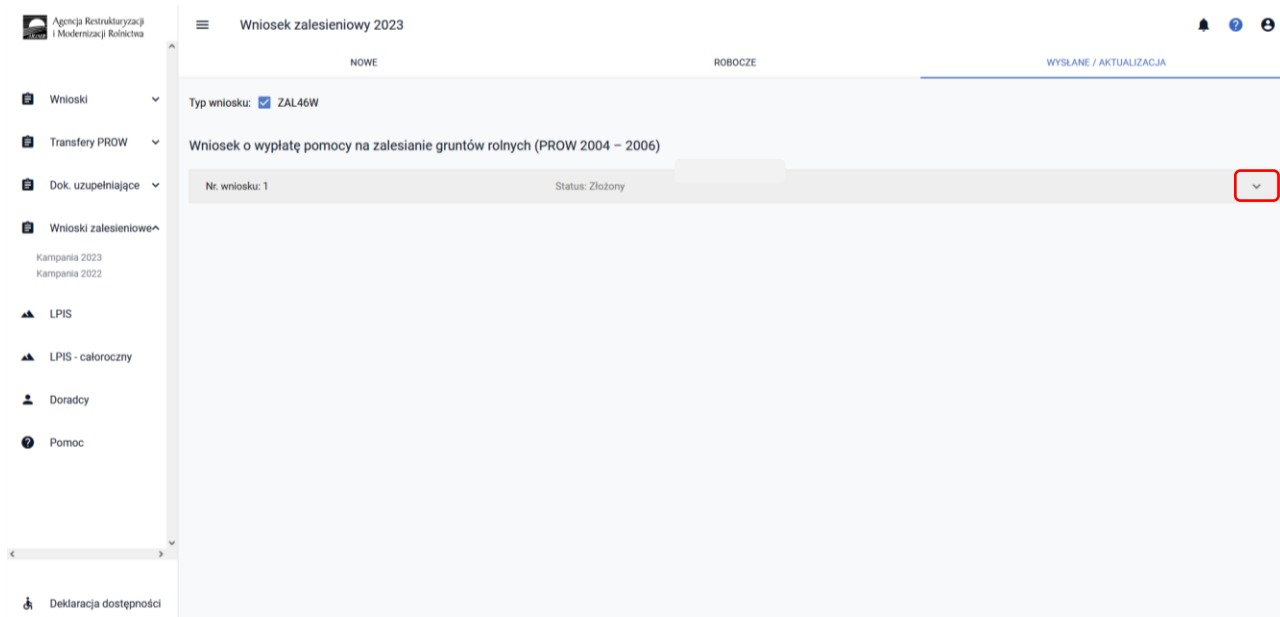 Agencja Restrukturyzacji
i Modernizacji Rolnictwa
Wniosek zalesieniowy 2023
NOWE
ROBOCZE
WYSŁANE / AKTUALIZACJA
Wnioski
Transfery PROW
Dok. uzupełniające
Wnioski zalesieniowe
Kampania 2023
Kampania 2022
LPIS
LPIS - całoroczny
Doradcy
Pomoc
Deklaracja dostępności
Typ wniosku: ZAL46W
Wniosek o wypłatę pomocy na zalesianie gruntów rolnych (PROW 2004 – 2006)
Nr. wniosku: 1 Status: Złożony